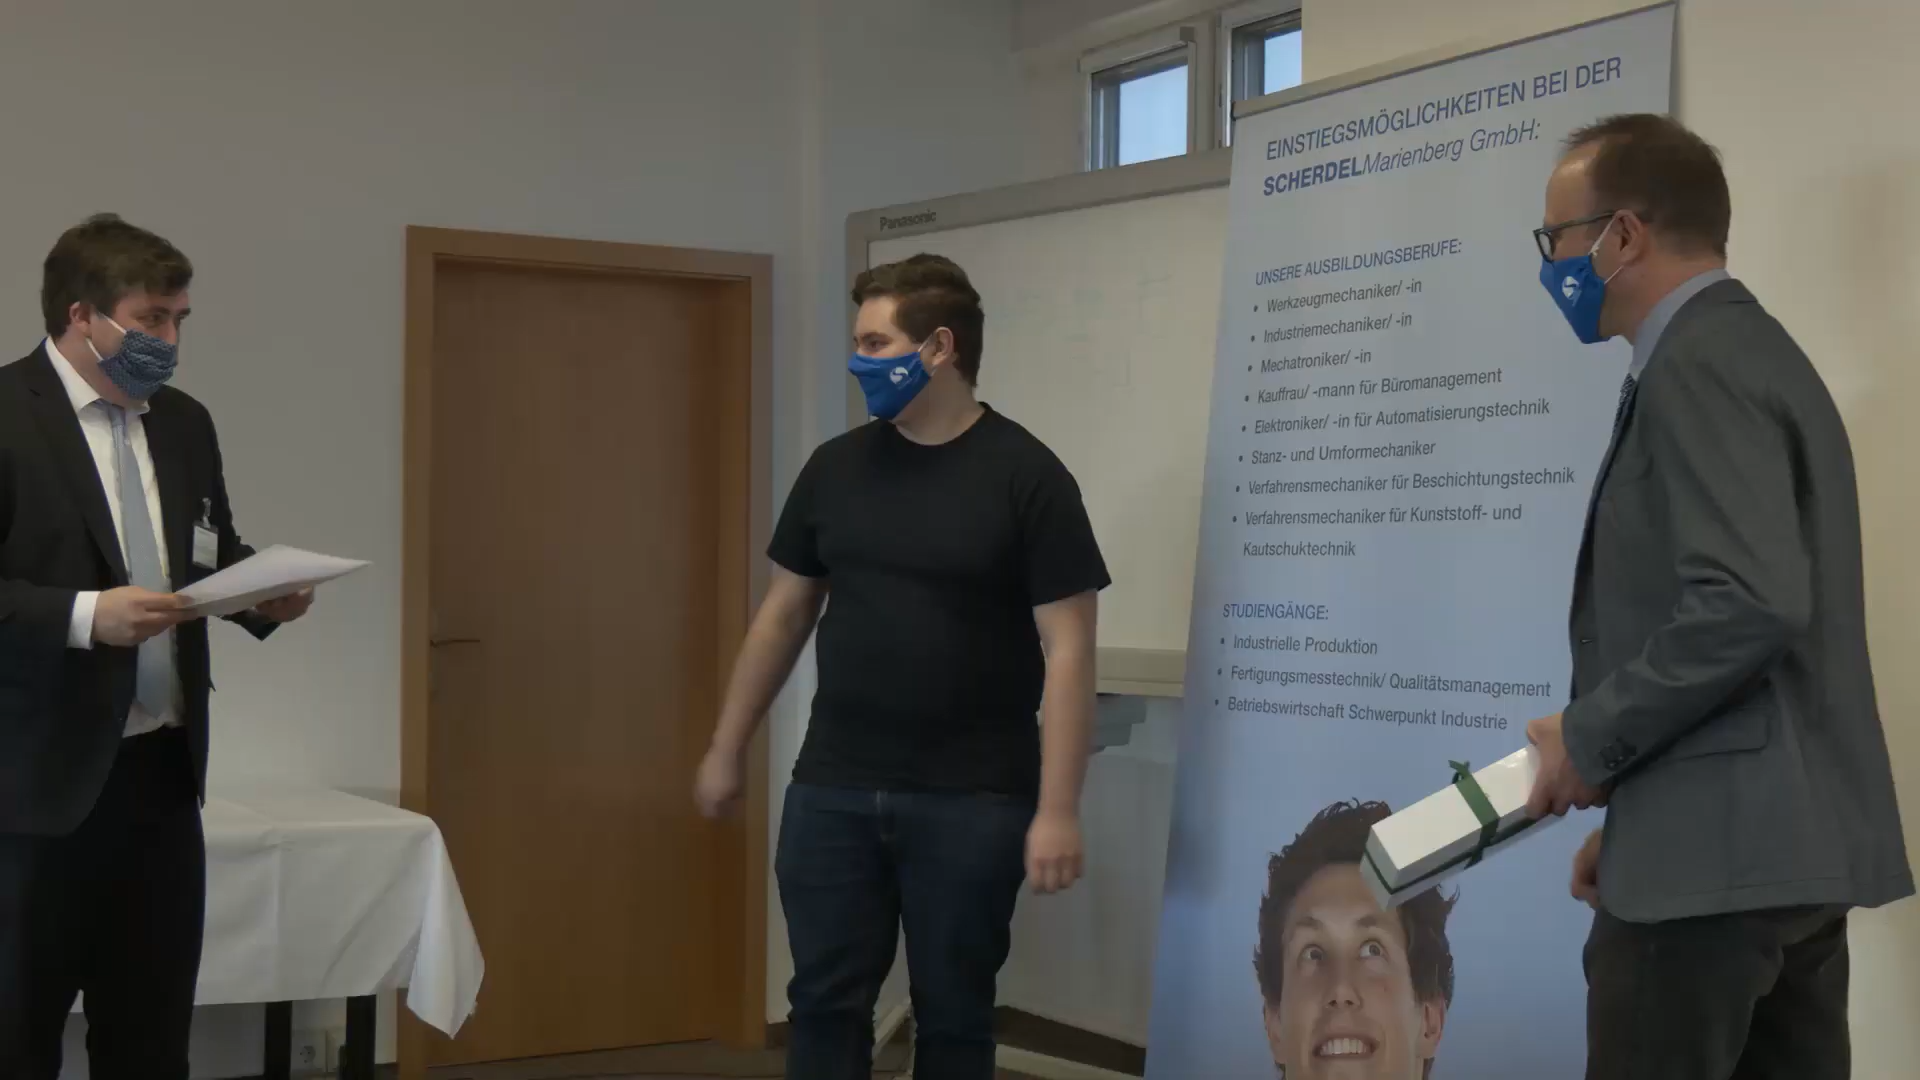 Panasonic
EINSTIEGSMÖGLICHKEITEN BEI DER
SCHERDELMarienberg GmbH:
UNSERE AUSBILDUNGSBERUFE:
• Werkzeugmechaniker/ -in
• Industriemechaniker/ -in
• Mechatroniker/ -in
• Kauffrau/ -mann für Büromanagement
• Elektroniker/ -in für Automatisierungstechnik
• Stanz- und Umformechaniker
• Verfahrensmechaniker für Beschichtungstechnik
• Verfahrensmechaniker für Kunststoff- und
Kautschuktechnik
STUDIENGÄNGE:
• Industrielle Produktion
• Fertigungsmesstechnik/ Qualitätsmanagement
• Betriebswirtschaft Schwerpunkt Industrie